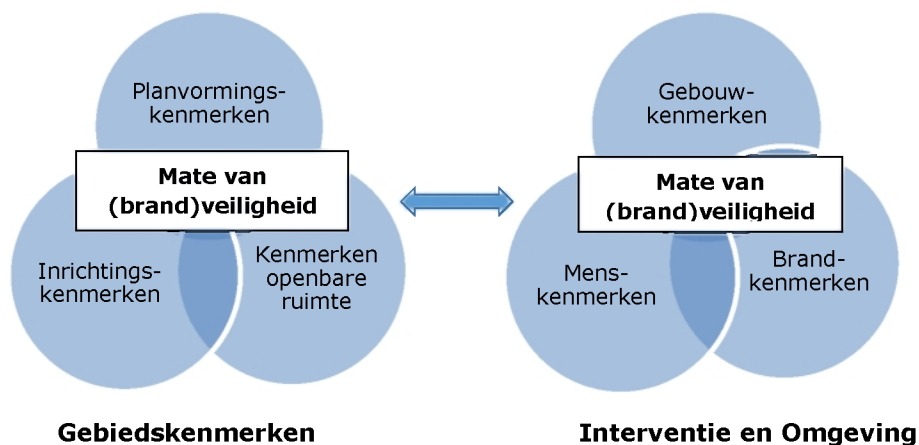 Planvormings-
kenmerken
Mate van
(brand)veiligheid
Inrichtings-
kenmerken
Kenmerken
openbare
ruimte
Gebiedskenmerken
Gebouw-
kenmerken
Mate van
(brand)veiligheid
Mens-
kenmerken
Brand-
kenmerken
Interventie en Omgeving